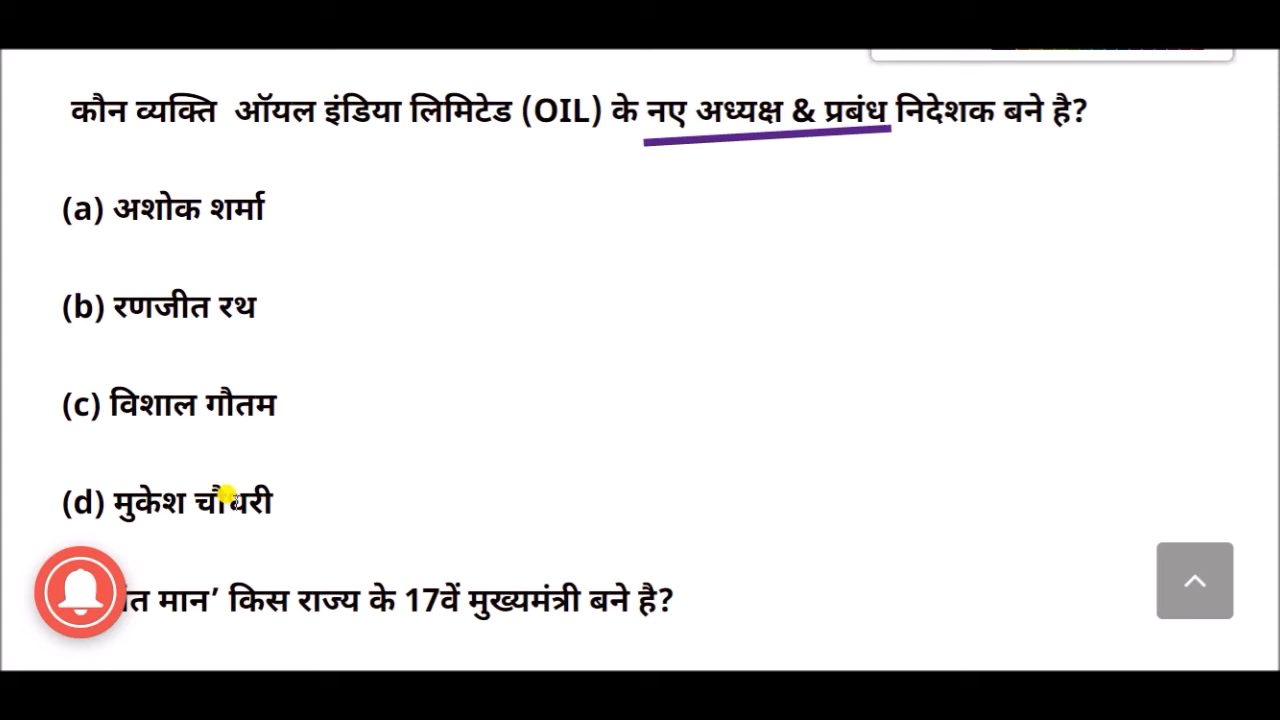 कौन व्यक्ति ऑयल इंडिया लिमिटेड (OIL) के नए अध्यक्ष & प्रबंध निदेशक बने है?
(a) अशोक शर्मा
(b) रणजीत रथ
(c) विशाल गौतम
(d) मुकेश चौधरी
मान’ किस राज्य के 17वें मुख्यमंत्री बने है?